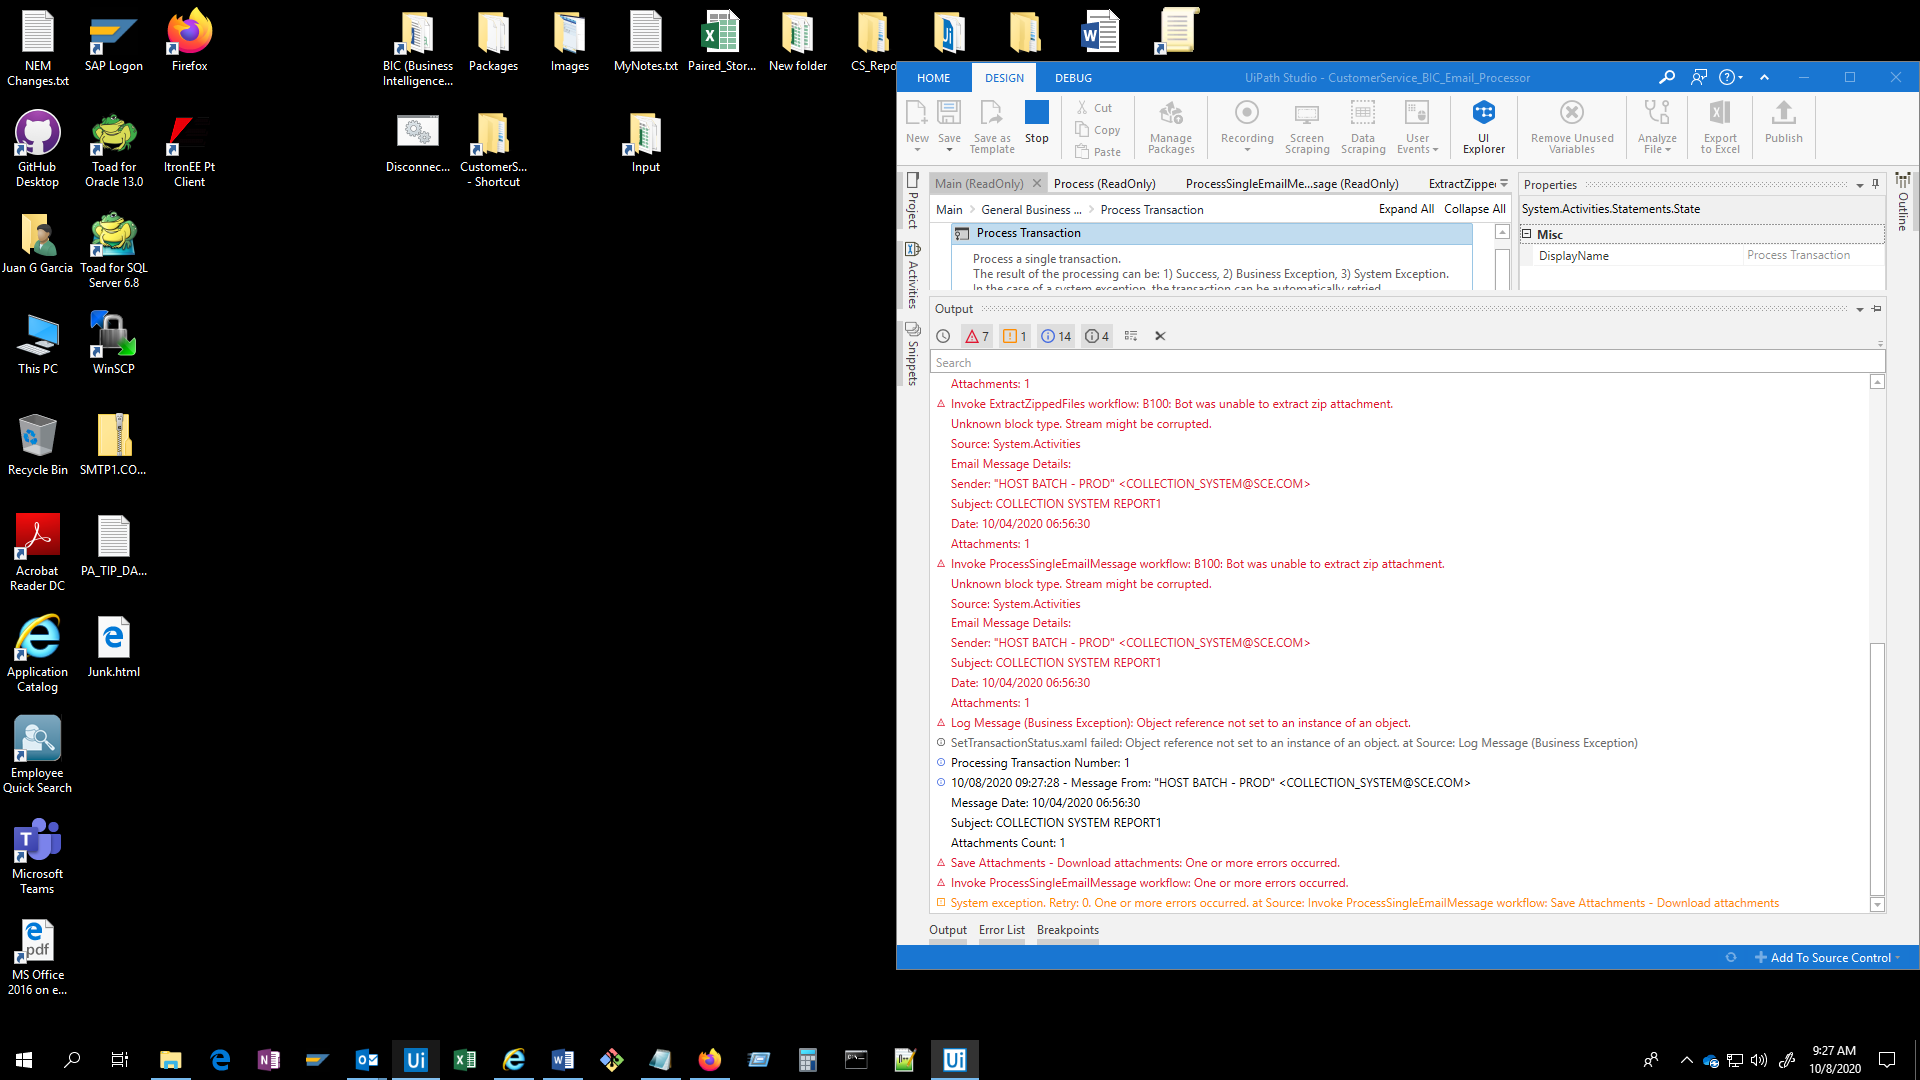 NEM
Changes.txt
SAP Logon
Firefox
BIC (Business
Intelligence...
Packages
Images
MyNotes.txt
Paired_Stor...
New folder
CS_Repo
GitHub
Desktop
Toad for
Oracle 13.0
ItronEE Pt
Client
Disconnec...
CustomerS...
- Shortcut
Input
Juan G Garcia
Toad for SQL
Server 6.8
This PC
WinSCP
Recycle Bin
SMTP1.CO...
Acrobat
Reader DC
PA_TIP_DA...
Application
Catalog
Junk.html
Employee
Quick Search
Microsoft
Teams
pdf
MS Office
2016 on e...
HOME
DESIGN
DEBUG
UiPath Studio - CustomerService_BIC_Email_Processor
New
Save
Save as
Template
Stop
Cut
Copy
Paste
Manage
Packages
Recording
Screen
Scraping
Data
Scraping
User
Events
UI
Explorer
Remove Unused
Variables
Analyze
File
Export
to Excel
Publish
Project
Activities
Snippets
Main (ReadOnly)
Process (ReadOnly)
ProcessSingleEmailMe...sage (ReadOnly)
ExtractZippe
Main > General Business ... > Process Transaction
Expand All Collapse All
Process Transaction
Process a single transaction.
The result of the processing can be: 1) Success, 2) Business Exception, 3) System Exception.
In the case of a system exception, the transaction can be automatically retried.
Properties
System.Activities.Statements.State
Misc
DisplayName Process Transaction
Outline
Output
7 1 14 4
Search
Attachments: 1
Invoke ExtractZippedFiles workflow: B100: Bot was unable to extract zip attachment.
Unknown block type. Stream might be corrupted.
Source: System.Activities
Email Message Details:
Sender: "HOST BATCH - PROD" <COLLECTION_SYSTEM@SCE.COM>
Subject: COLLECTION SYSTEM REPORT1
Date: 10/04/2020 06:56:30
Attachments: 1
Invoke ProcessSingleEmailMessage workflow: B100: Bot was unable to extract zip attachment.
Unknown block type. Stream might be corrupted.
Source: System.Activities
Email Message Details:
Sender: "HOST BATCH - PROD" <COLLECTION_SYSTEM@SCE.COM>
Subject: COLLECTION SYSTEM REPORT1
Date: 10/04/2020 06:56:30
Attachments: 1
Log Message (Business Exception): Object reference not set to an instance of an object.
SetTransactionStatus.xaml failed: Object reference not set to an instance of an object. at Source: Log Message (Business Exception)
Processing Transaction Number: 1
10/08/2020 09:27:28 - Message From: "HOST BATCH - PROD" <COLLECTION_SYSTEM@SCE.COM>
Message Date: 10/04/2020 06:56:30
Subject: COLLECTION SYSTEM REPORT1
Attachments Count: 1
Save Attachments - Download attachments: One or more errors occurred.
Invoke ProcessSingleEmailMessage workflow: One or more errors occurred.
System exception. Retry: 0. One or more errors occurred. at Source: Invoke ProcessSingleEmailMessage workflow: Save Attachments - Download attachments
Output
Error List
Breakpoints
Add To Source Control
9:27 AM
10/8/2020